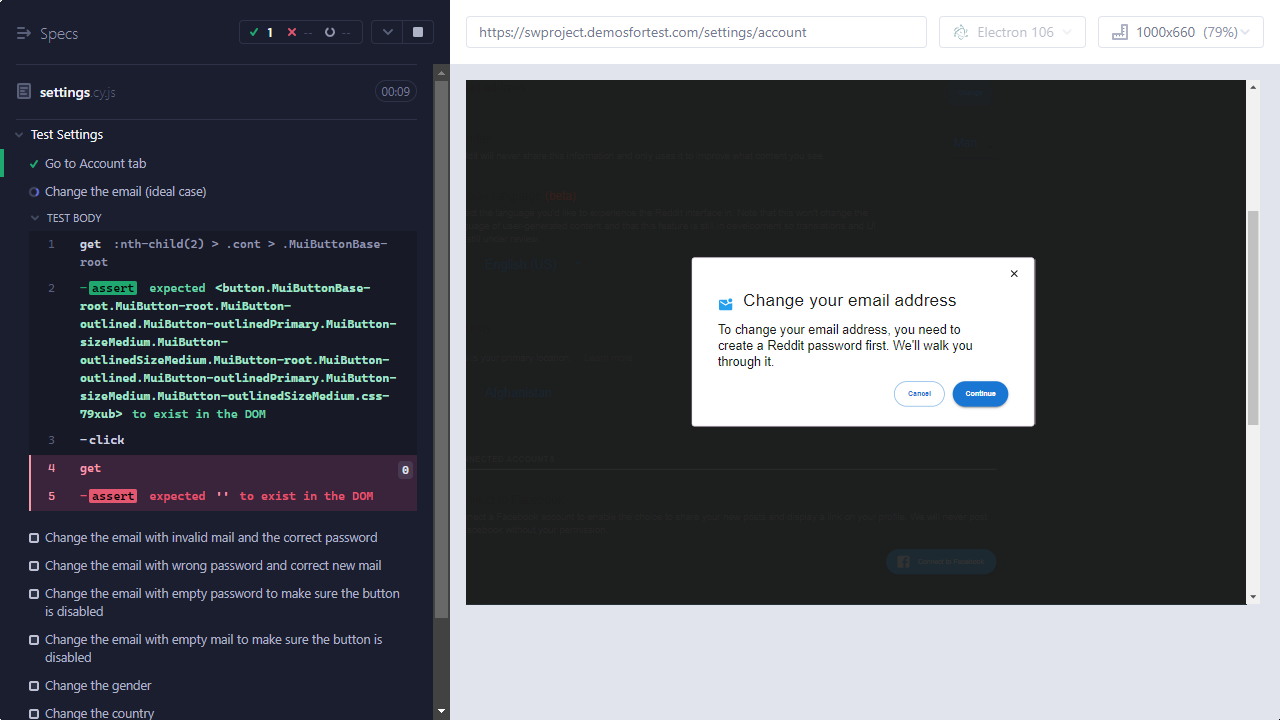 Specs
1
--
--
https://swproject.demosfortest.com/settings/account
Electron 106
1000x660 (79%)
settings.cy.js
00:09
Test Settings
Go to Account tab
Change the email (ideal case)
TEST BODY
1 get :nth-child(2) > .cont > .MuiButtonBase-
root
2 -assert expected <button.MuiButtonBase-
root.MuiButton-root.MuiButton-
outlined.MuiButton-outlinedPrimary.MuiButton-
sizeMedium.MuiButton-
outlinedSizeMedium.MuiButton-root.MuiButton-
outlined.MuiButton-outlinedPrimary.MuiButton-
sizeMedium.MuiButton-outlinedSizeMedium.css-
79xub> to exist in the DOM
3 -click
4 get 0
5 -assert expected '' to exist in the DOM
Change the email with invalid mail and the correct password
Change the email with wrong password and correct new mail
Change the email with empty password to make sure the button
is disabled
Change the email with empty mail to make sure the button is
disabled
Change the gender
Change the country
Change your email address
To change your email address, you need to
create a Reddit password first. We'll walk you
through it.
Cancel
Continue